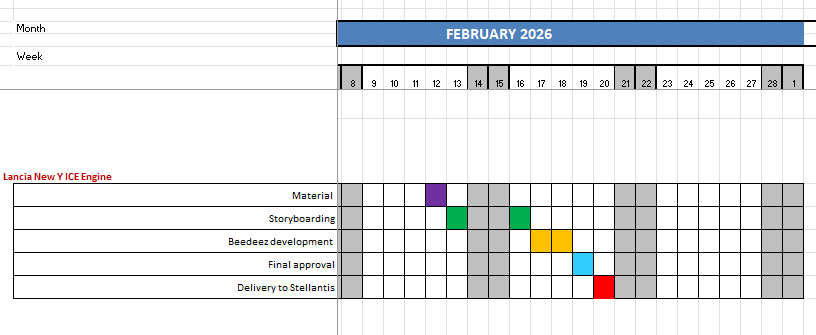 Month
FEBRUARY 2026
Week
8 9 10 11 12 13 14 15 16 17 18 19 20 21 22 23 24 25 26 27 28 1
Lancia New Y ICE Engine
Material
Storyboarding
Beedeez development
Final approval
Delivery to Stellantis